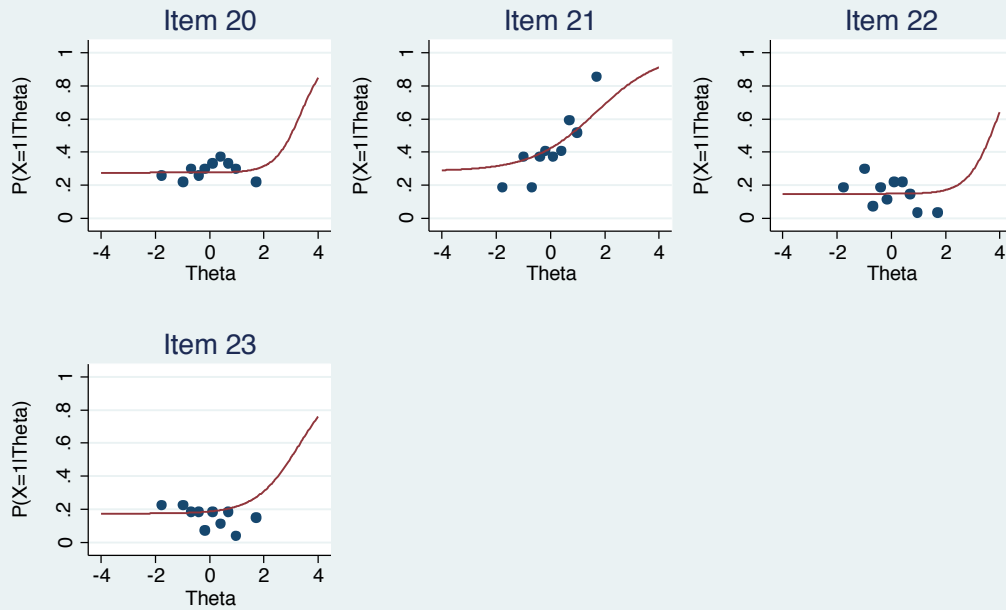 Item 20
P(X=1|Theta)
0 .2 .4 .6 .8 1
-4 -2 0 2 4
Theta
Item 21
P(X=1|Theta)
0 .2 .4 .6 .8 1
-4 -2 0 2 4
Theta
Item 22
P(X=1|Theta)
0 .2 .4 .6 .8 1
-4 -2 0 2 4
Theta
Item 23
P(X=1|Theta)
0 .2 .4 .6 .8 1
-4 -2 0 2 4
Theta